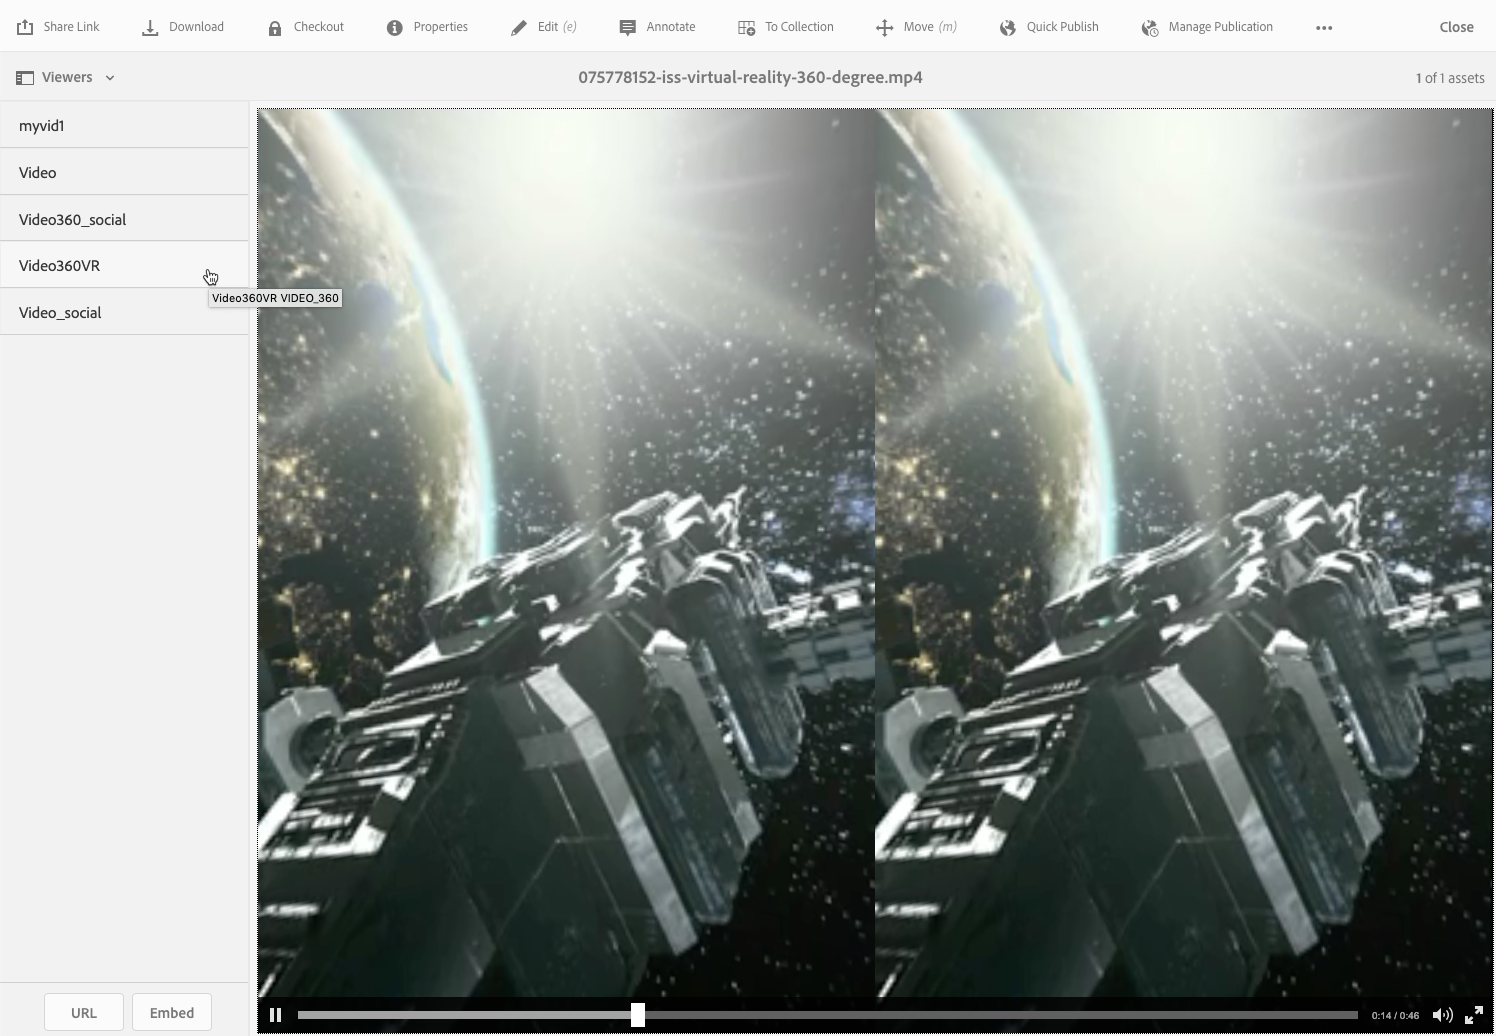 Share Link
Download
Checkout
Properties
Edit (e)
Annotate
To Collection
Move (m)
Quick Publish
Manage Publication
Close
Viewers
075778152-iss-virtual-reality-360-degree.mp4
1 of 1 assets
myvid1
Video
Video360_social
Video360VR
Video360VR VIDEO_360
Video_social
URL
Embed
0:14 / 0:46